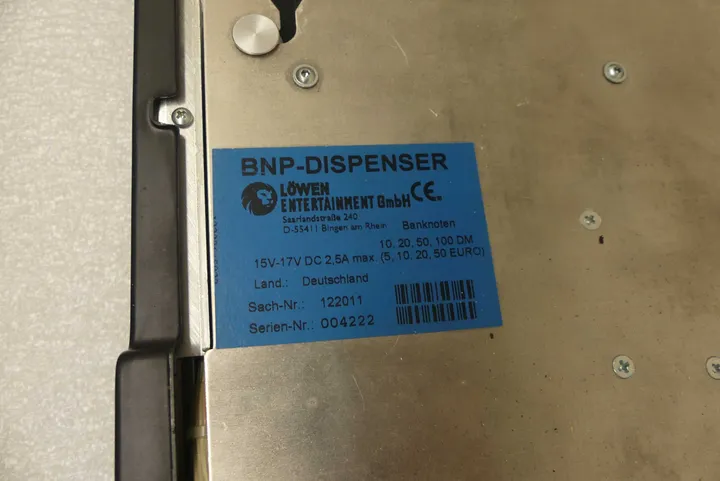 BNP-DISPENSER
LÖWEN
ENTERTAINMENT GmbH CE
Saarlandstraße 240
D-55411 Bingen am Rhein Banknoten
10, 20, 50, 100 DM
15V-17V DC 2,5A max. (5, 10, 20, 50 EURO)
Land.: Deutschland
Sach-Nr.: 122011
Serien-Nr.: 004222